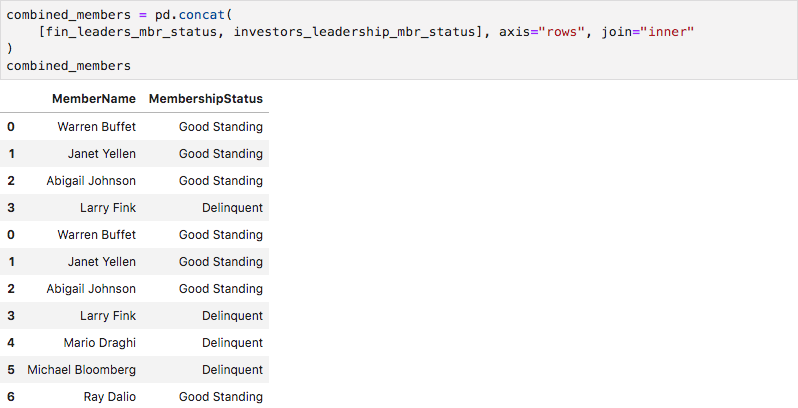 combined_members = pd.concat(
[fin_leaders_mbr_status, investors_leadership_mbr_status], axis="rows", join="inner"
)
combined_members
MemberName MembershipStatus
0 Warren Buffet Good Standing
1 Janet Yellen Good Standing
2 Abigail Johnson Good Standing
3 Larry Fink Delinquent
0 Warren Buffet Good Standing
1 Janet Yellen Good Standing
2 Abigail Johnson Good Standing
3 Larry Fink Delinquent
4 Mario Draghi Delinquent
5 Michael Bloomberg Delinquent
6 Ray Dalio Good Standing